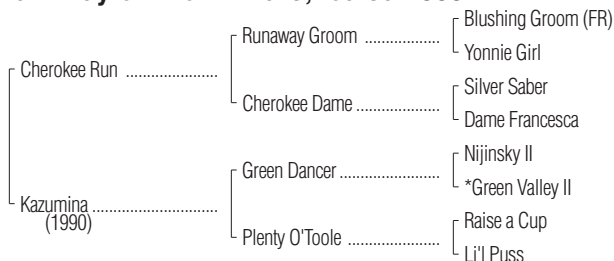 Runaway Groom
Blushing Groom (FR)
Yonnie Girl
Cherokee Run
Cherokee Dame
Silver Saber
Dame Francesca
Kazumina
(1990)
Green Dancer
Nijinsky II
*Green Valley II
Plenty O'Toole
Raise a Cup
Li'l Puss